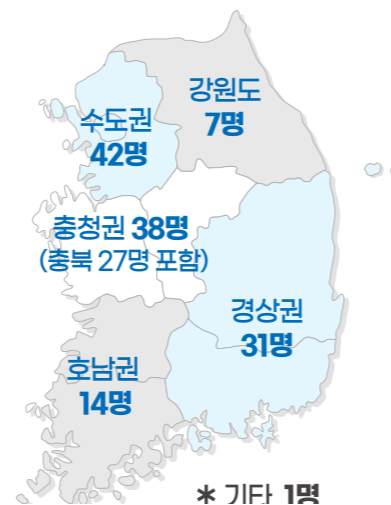 강원도
7명
수도권
42명
충청권 38명
(충북 27명 포함)
경상권
31명
호남권
14명
* 기타 1명